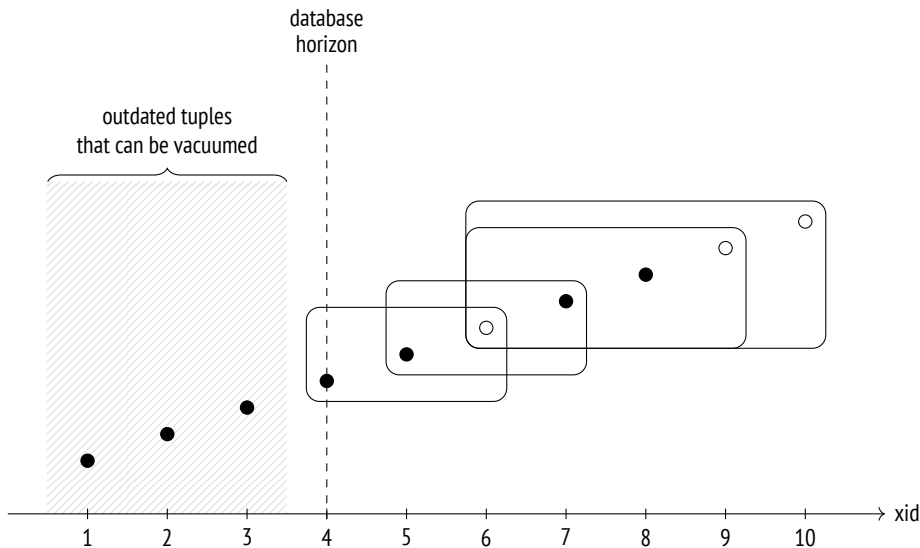 database
horizon
outdated tuples
that can be vacuumed
xid
1 2 3 4 5 6 7 8 9 10